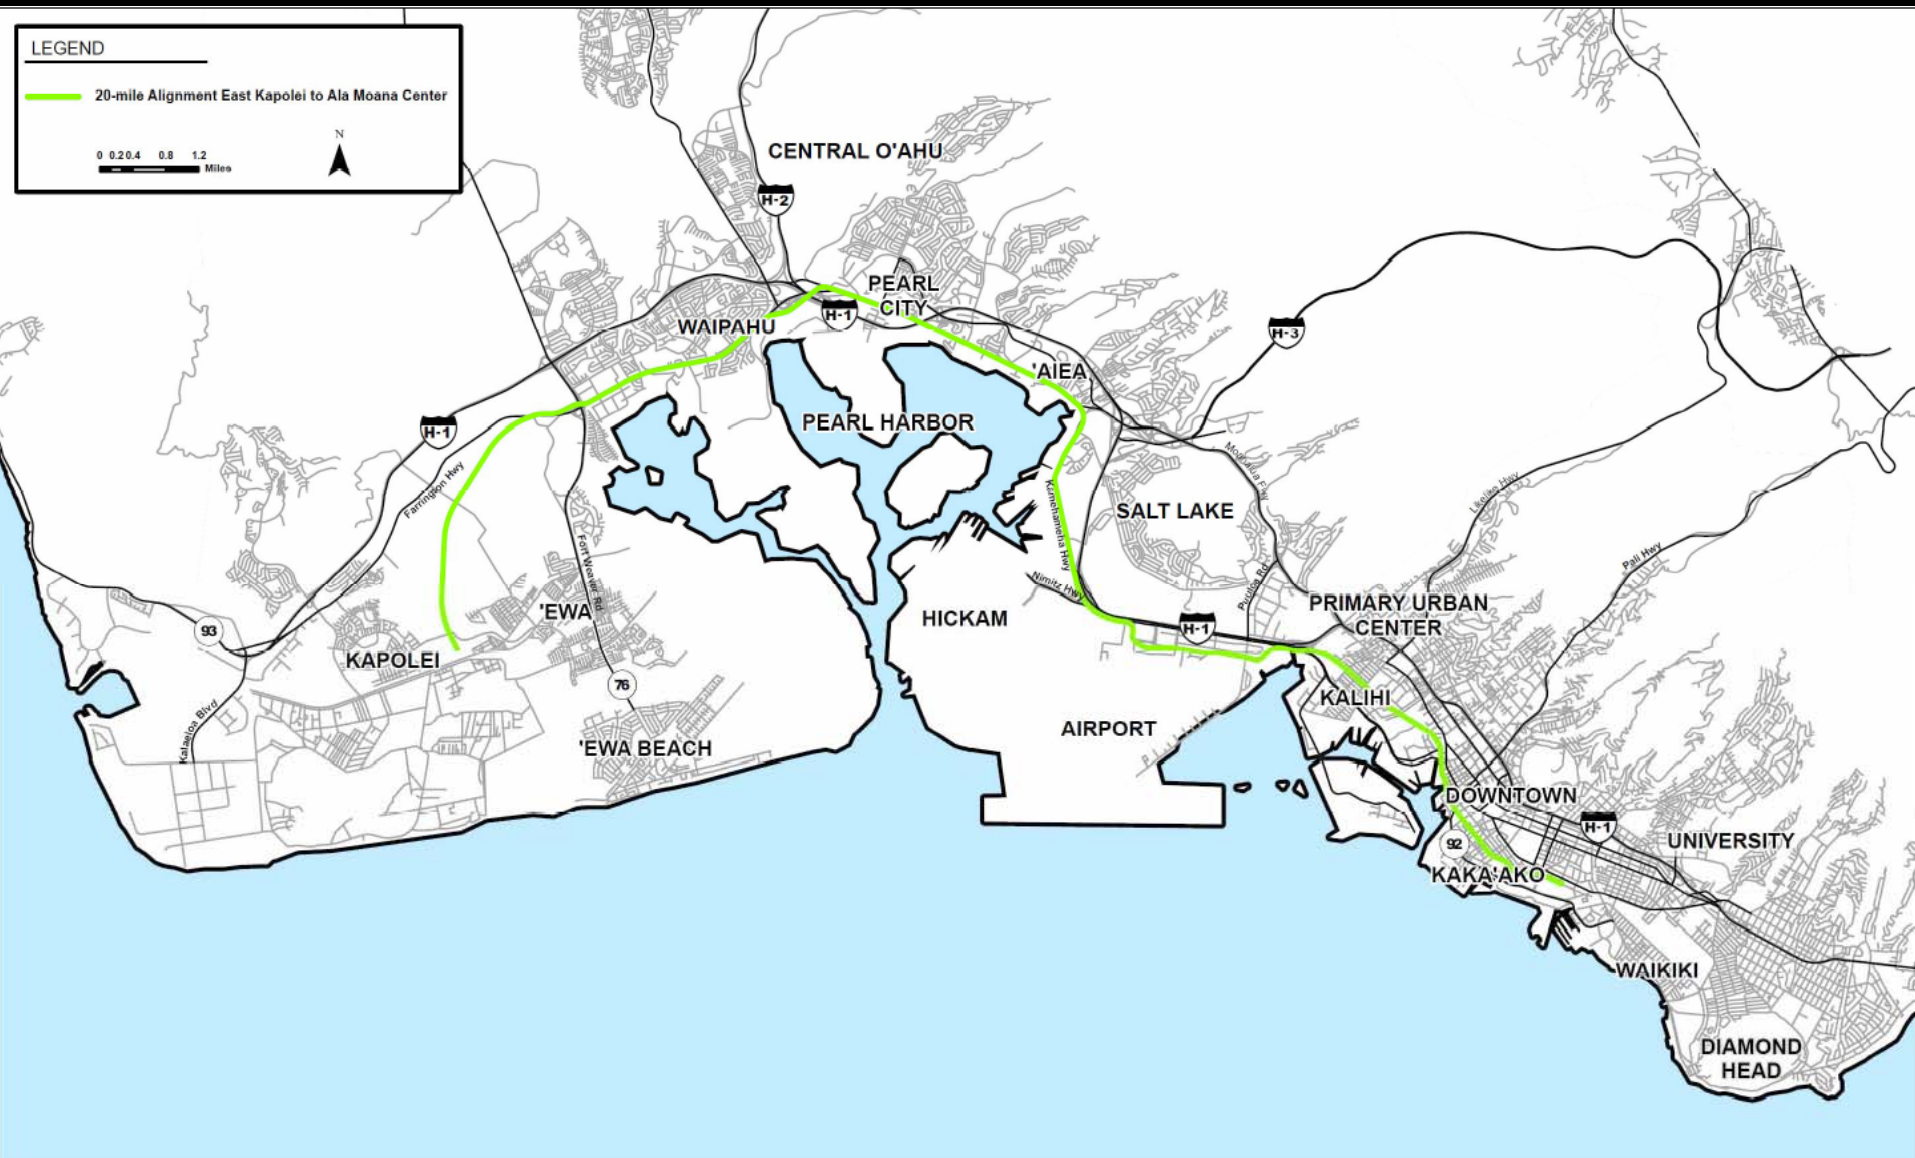 LEGEND
20-mile Alignment East Kapolei to Ala Moana Center
N
0 0.2 0.4 0.8 1.2
Miles
CENTRAL O'AHU
H-2
PEARL
CITY
H-1
WAIPAHU
H-3
'AIEA
PEARL HARBOR
H-1
Farrington Hwy
Moanalua Fwy
Likelike Hwy
Kamehameha Hwy
SALT LAKE
Pali Hwy
Fort Weaver Rd
Nimitz Hwy
Puuloa Rd
'EWA
HICKAM
PRIMARY URBAN
CENTER
93
H-1
KAPOLEI
76
KALIHI
Kalaeloa Blvd
AIRPORT
'EWA BEACH
DOWNTOWN
H-1
UNIVERSITY
92
KAKA'AKO
WAIKIKI
DIAMOND
HEAD